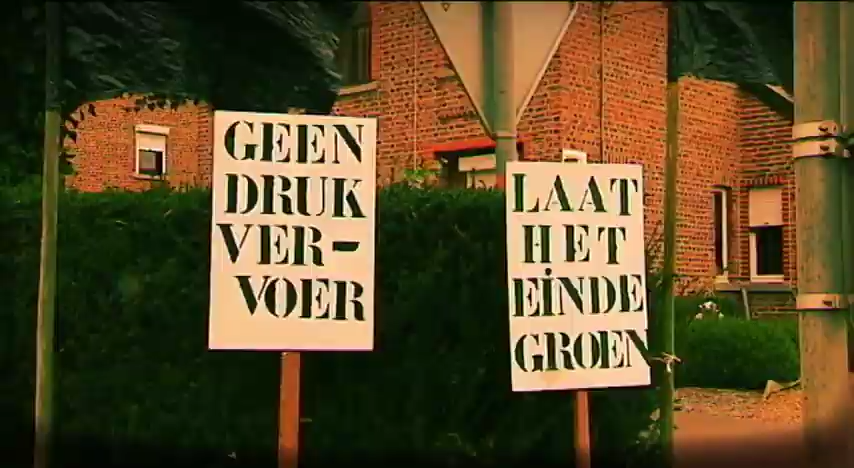 GEEN
DRUK
VER-
VOER
LAAT
HET
EINDE
GROEN